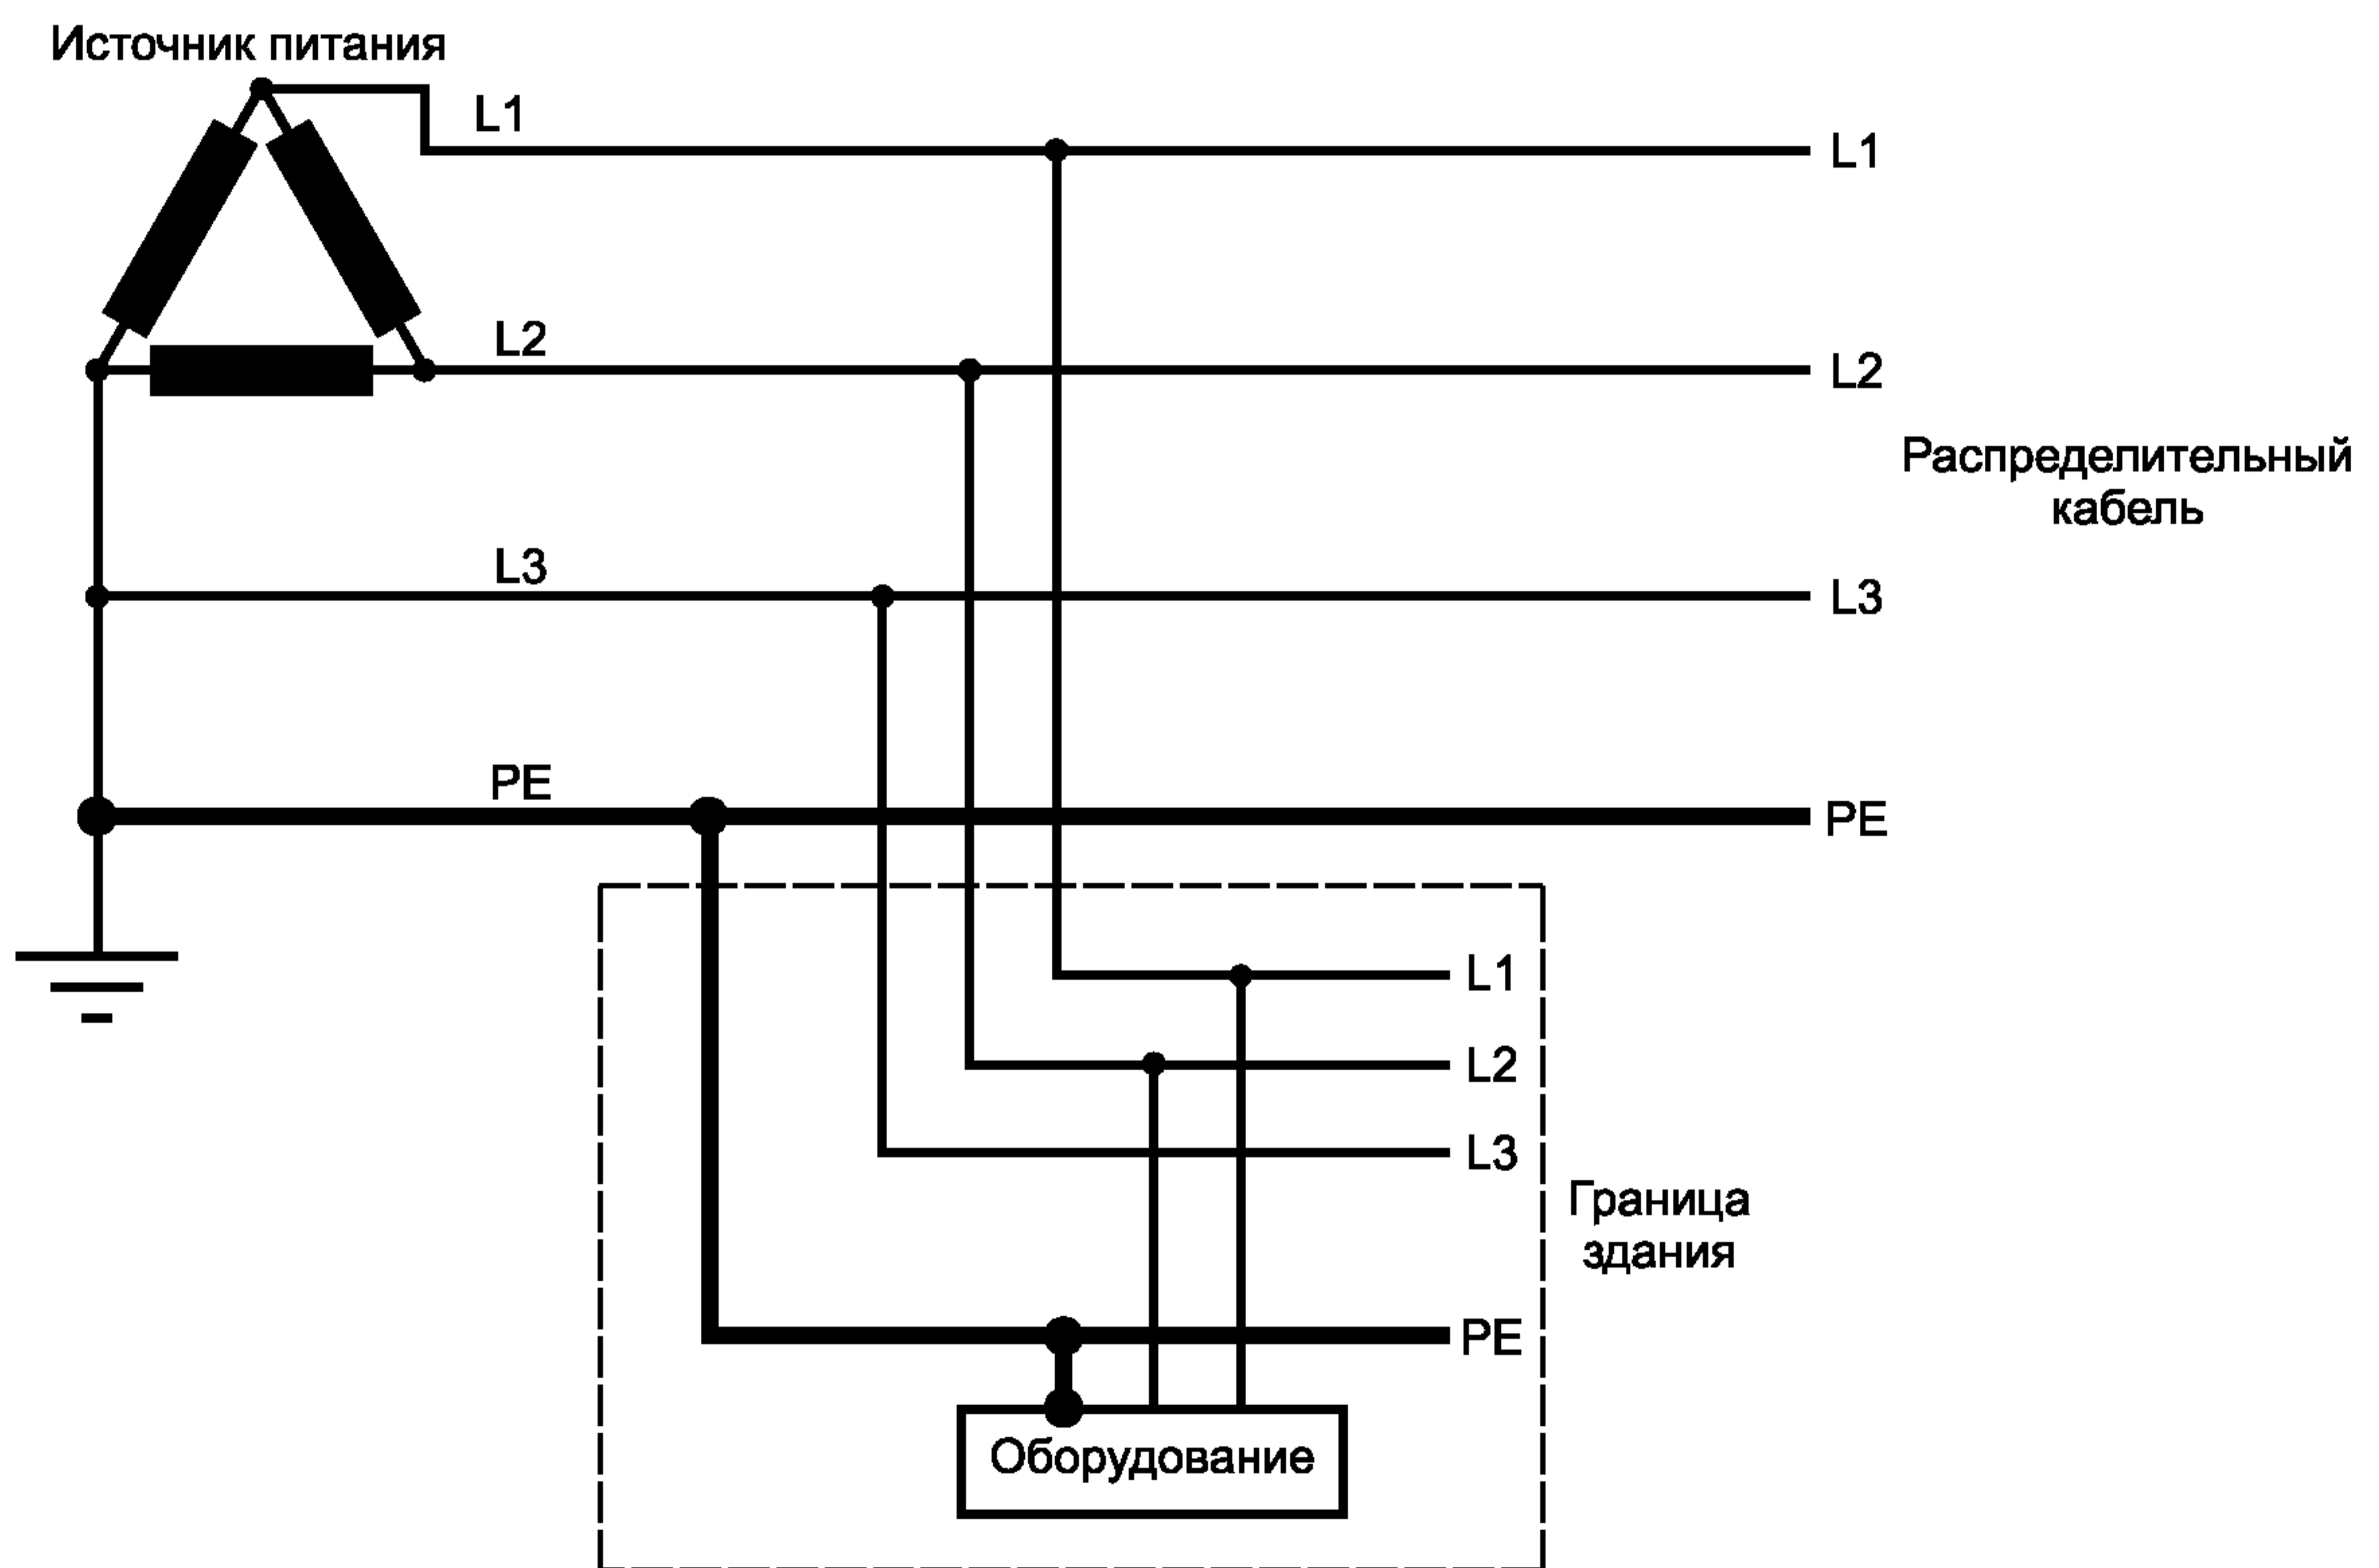 Источник питания
L1
L1
L2
L2
Распределительный
кабель
L3
L3
PE
PE
L1
L2
L3
Граница
здания
PE
Оборудование